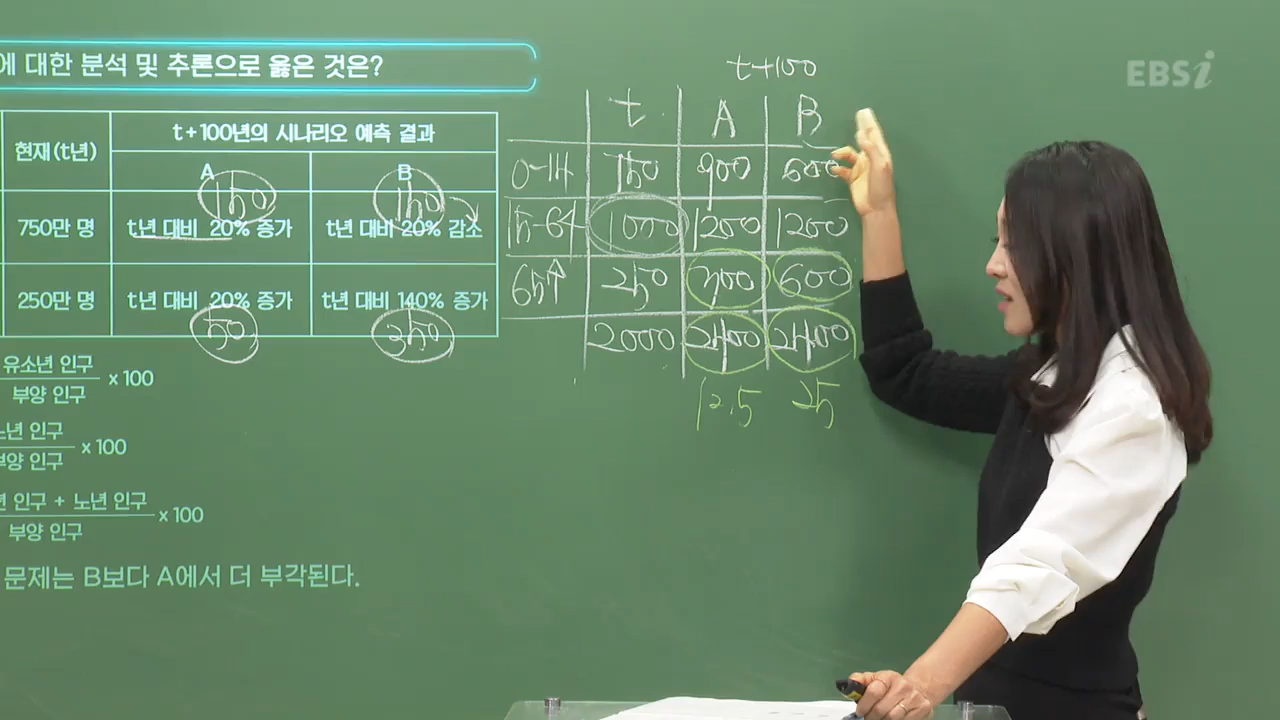 에 대한 분석 및 추론으로 옳은 것은?
EBSi
현재(t년)
t+100년의 시나리오 예측 결과
A
B
150
150
750만 명
t년 대비 20% 증가
t년 대비 20% 감소
250만 명
t년 대비 20% 증가
t년 대비 140% 증가
50
350
유소년 인구
부양 인구
x 100
노년 인구
부양 인구
x 100
년 인구 + 노년 인구
부양 인구
x 100
문제는 B보다 A에서 더 부각된다.
t+100
t
A
B
0-14
750
900
600
15-64
1000
1200
1200
65↑
250
300
600
2000
2400
2400
12.5
25